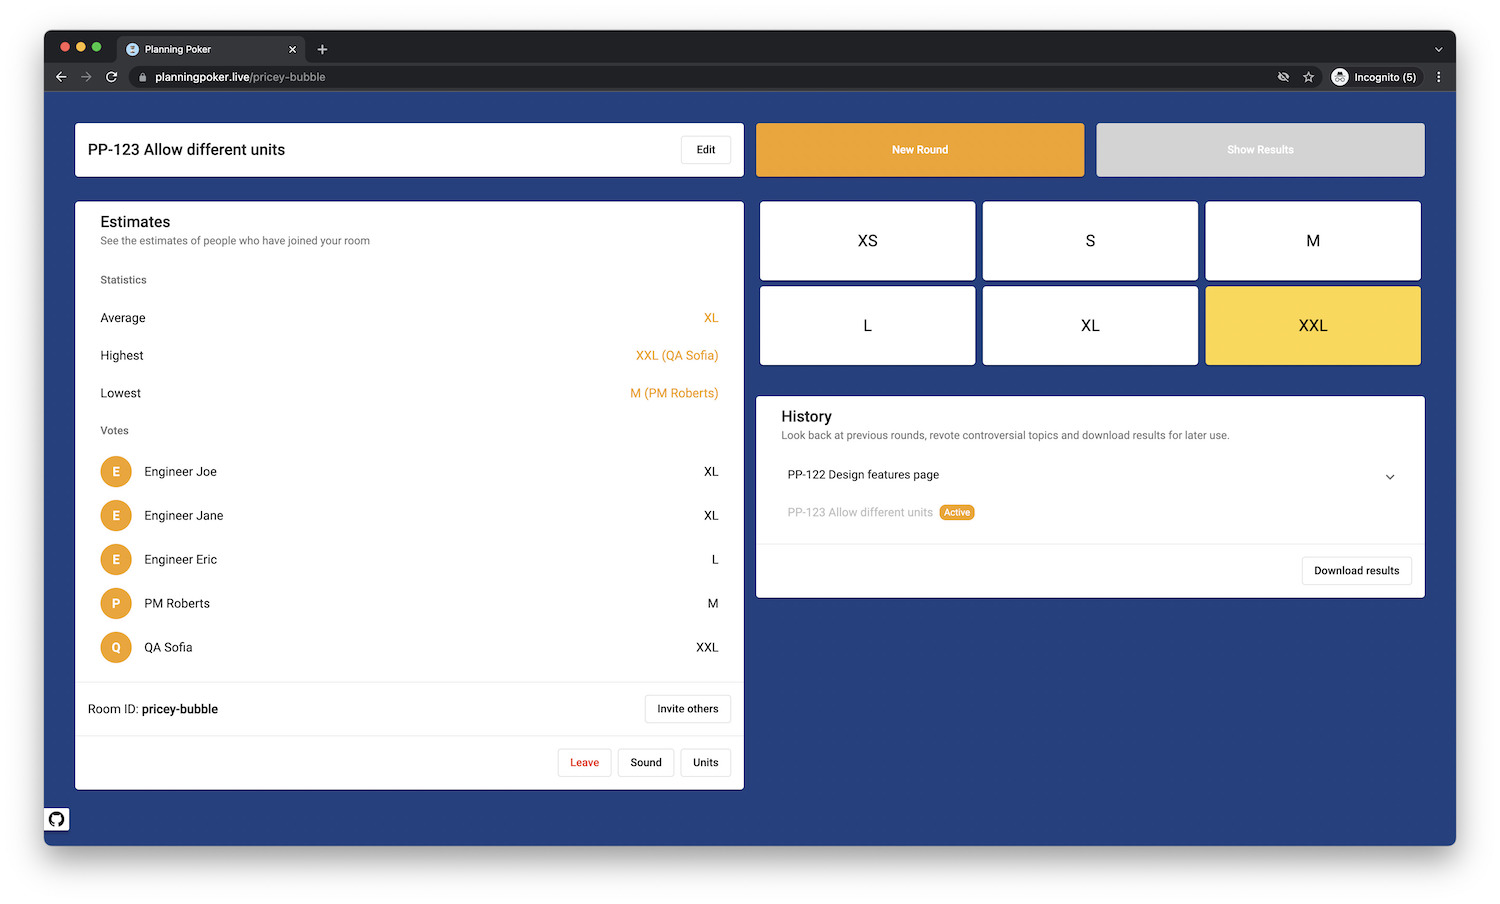 Planning Poker
planningpoker.live/pricey-bubble
Incognito (5)
PP-123 Allow different units
Edit
New Round
Show Results
Estimates
See the estimates of people who have joined your room
Statistics
Average XL
Highest XXL (QA Sofia)
Lowest M (PM Roberts)
Votes
E Engineer Joe XL
E Engineer Jane XL
E Engineer Eric L
P PM Roberts M
Q QA Sofia XXL
Room ID: pricey-bubble
Invite others
Leave Sound Units
XS S M
L XL XXL
History
Look back at previous rounds, revote controversial topics and download results for later use.
PP-122 Design features page
PP-123 Allow different units Active
Download results